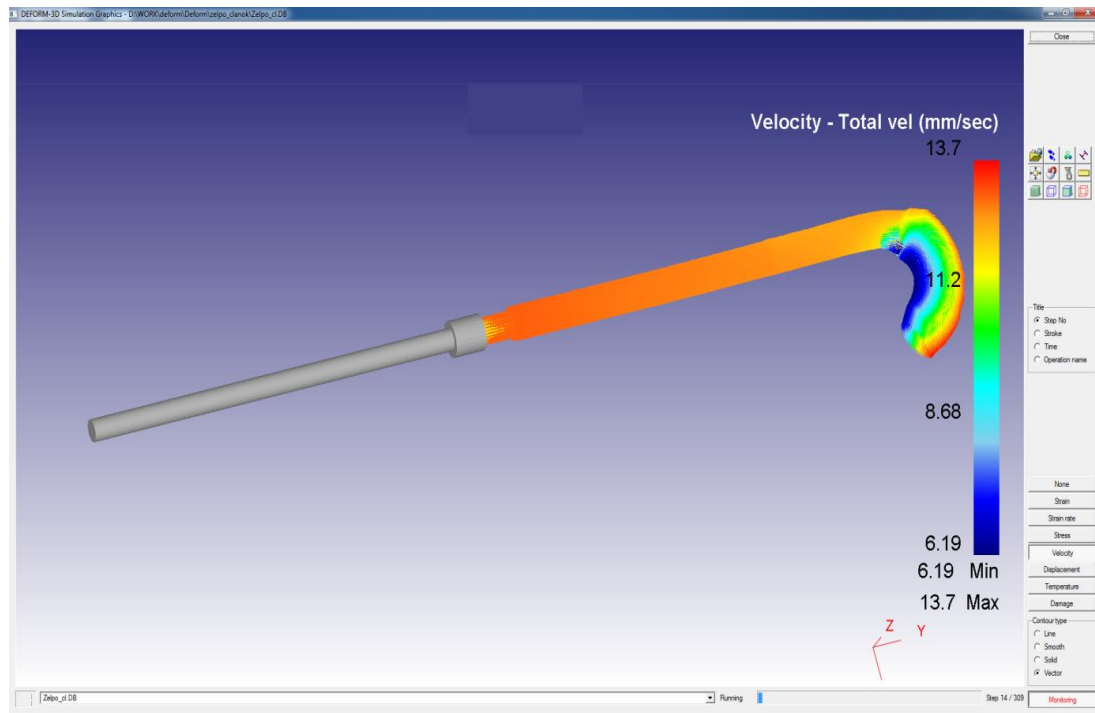 DEFORM-3D Simulation Graphics - D:\WORK\deform\Deform\zelpo_clanok\Zelpo_cl.DB
Close
Velocity - Total vel (mm/sec)
13.7
11.2
8.68
6.19
6.19 Min
13.7 Max
Z Y
Title
Step No
Stroke
Time
Operation name
None
Strain
Strain rate
Stress
Velocity
Displacement
Temperature
Damage
Contour type
Line
Smooth
Solid
Vector
Zelpo_cl.DB
Running
Step 14 / 309
Monitoring